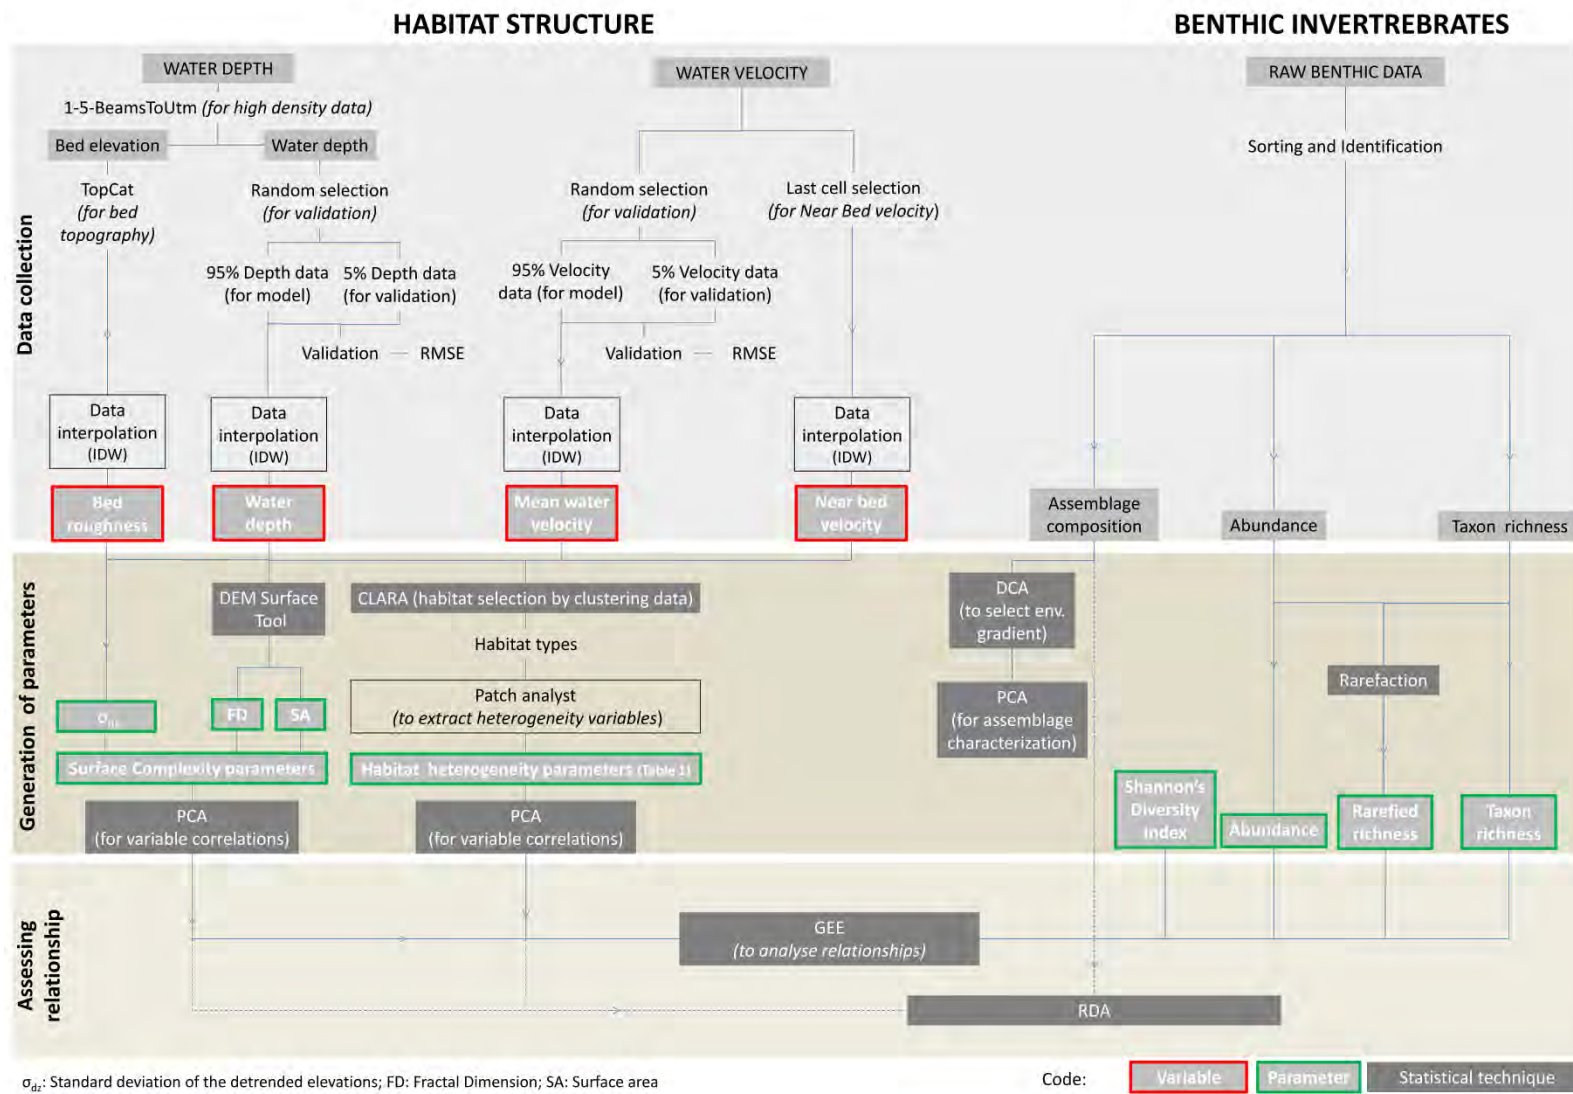 HABITAT STRUCTURE
BENTHIC INVERTREBRATES
Data collection
WATER DEPTH
WATER VELOCITY
RAW BENTHIC DATA
1-5-BeamsToUtm (for high density data)
Bed elevation
Water depth
Sorting and Identification
TopCat
(for bed
topography)
Random selection
(for validation)
Random selection
(for validation)
Last cell selection
(for Near Bed velocity)
95% Depth data
(for model)
5% Depth data
(for validation)
95% Velocity
data (for model)
5% Velocity data
(for validation)
Validation
RMSE
Validation
RMSE
Data
interpolation
(IDW)
Data
interpolation
(IDW)
Data
interpolation
(IDW)
Data
interpolation
(IDW)
Bed
roughness
Water
depth
Mean water
velocity
Near bed
velocity
Assemblage
composition
Abundance
Taxon richness
Generation of parameters
DEM Surface
Tool
CLARA (habitat selection by clustering data)
DCA
(to select env.
gradient)
Habitat types
Rarefaction
Patch analyst
(to extract heterogeneity variables)
PCA
(for assemblage
characterization)
σdz
FD
SA
Surface Complexity parameters
Habitat heterogeneity parameters (Table 1)
Shannon's
Diversity
Index
Abundance
Rarefied
richness
Taxon
richness
PCA
(for variable correlations)
PCA
(for variable correlations)
Assessing
relationship
GEE
(to analyse relationships)
RDA
σdz: Standard deviation of the detrended elevations; FD: Fractal Dimension; SA: Surface area
Code:
Variable
Parameter
Statistical technique